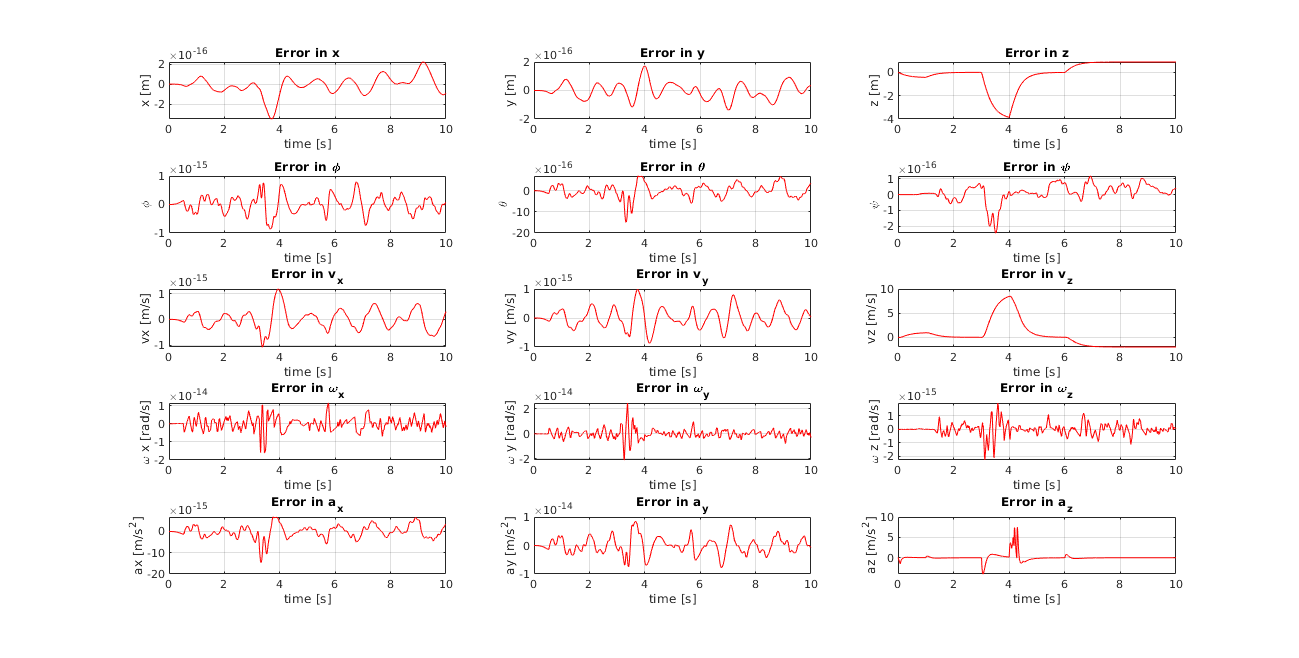 Error in x
×10⁻¹⁶
x [m]
2
0
-2
0 2 4 6 8 10
time [s]
Error in y
×10⁻¹⁶
y [m]
2
0
-2
0 2 4 6 8 10
time [s]
Error in z
z [m]
0
-2
-4
0 2 4 6 8 10
time [s]
Error in ϕ
×10⁻¹⁵
ϕ
1
0
-1
0 2 4 6 8 10
time [s]
Error in θ
×10⁻¹⁶
θ
0
-10
-20
0 2 4 6 8 10
time [s]
Error in ψ
×10⁻¹⁶
ψ
1
0
-1
-2
0 2 4 6 8 10
time [s]
Error in vₓ
×10⁻¹⁵
vx [m/s]
1
0
-1
0 2 4 6 8 10
time [s]
Error in v_y
×10⁻¹⁵
vy [m/s]
1
0
-1
0 2 4 6 8 10
time [s]
Error in v_z
vz [m/s]
10
5
0
0 2 4 6 8 10
time [s]
Error in ωₓ
×10⁻¹⁴
ω x [rad/s]
1
0
-1
-2
0 2 4 6 8 10
time [s]
Error in ω_y
×10⁻¹⁴
ω y [rad/s]
2
0
-2
0 2 4 6 8 10
time [s]
Error in ω_z
×10⁻¹⁵
ω z [rad/s]
1
0
-1
-2
0 2 4 6 8 10
time [s]
Error in aₓ
×10⁻¹⁵
ax [m/s²]
0
-10
-20
0 2 4 6 8 10
time [s]
Error in a_y
×10⁻¹⁴
ay [m/s²]
1
0
-1
0 2 4 6 8 10
time [s]
Error in a_z
az [m/s²]
10
5
0
0 2 4 6 8 10
time [s]